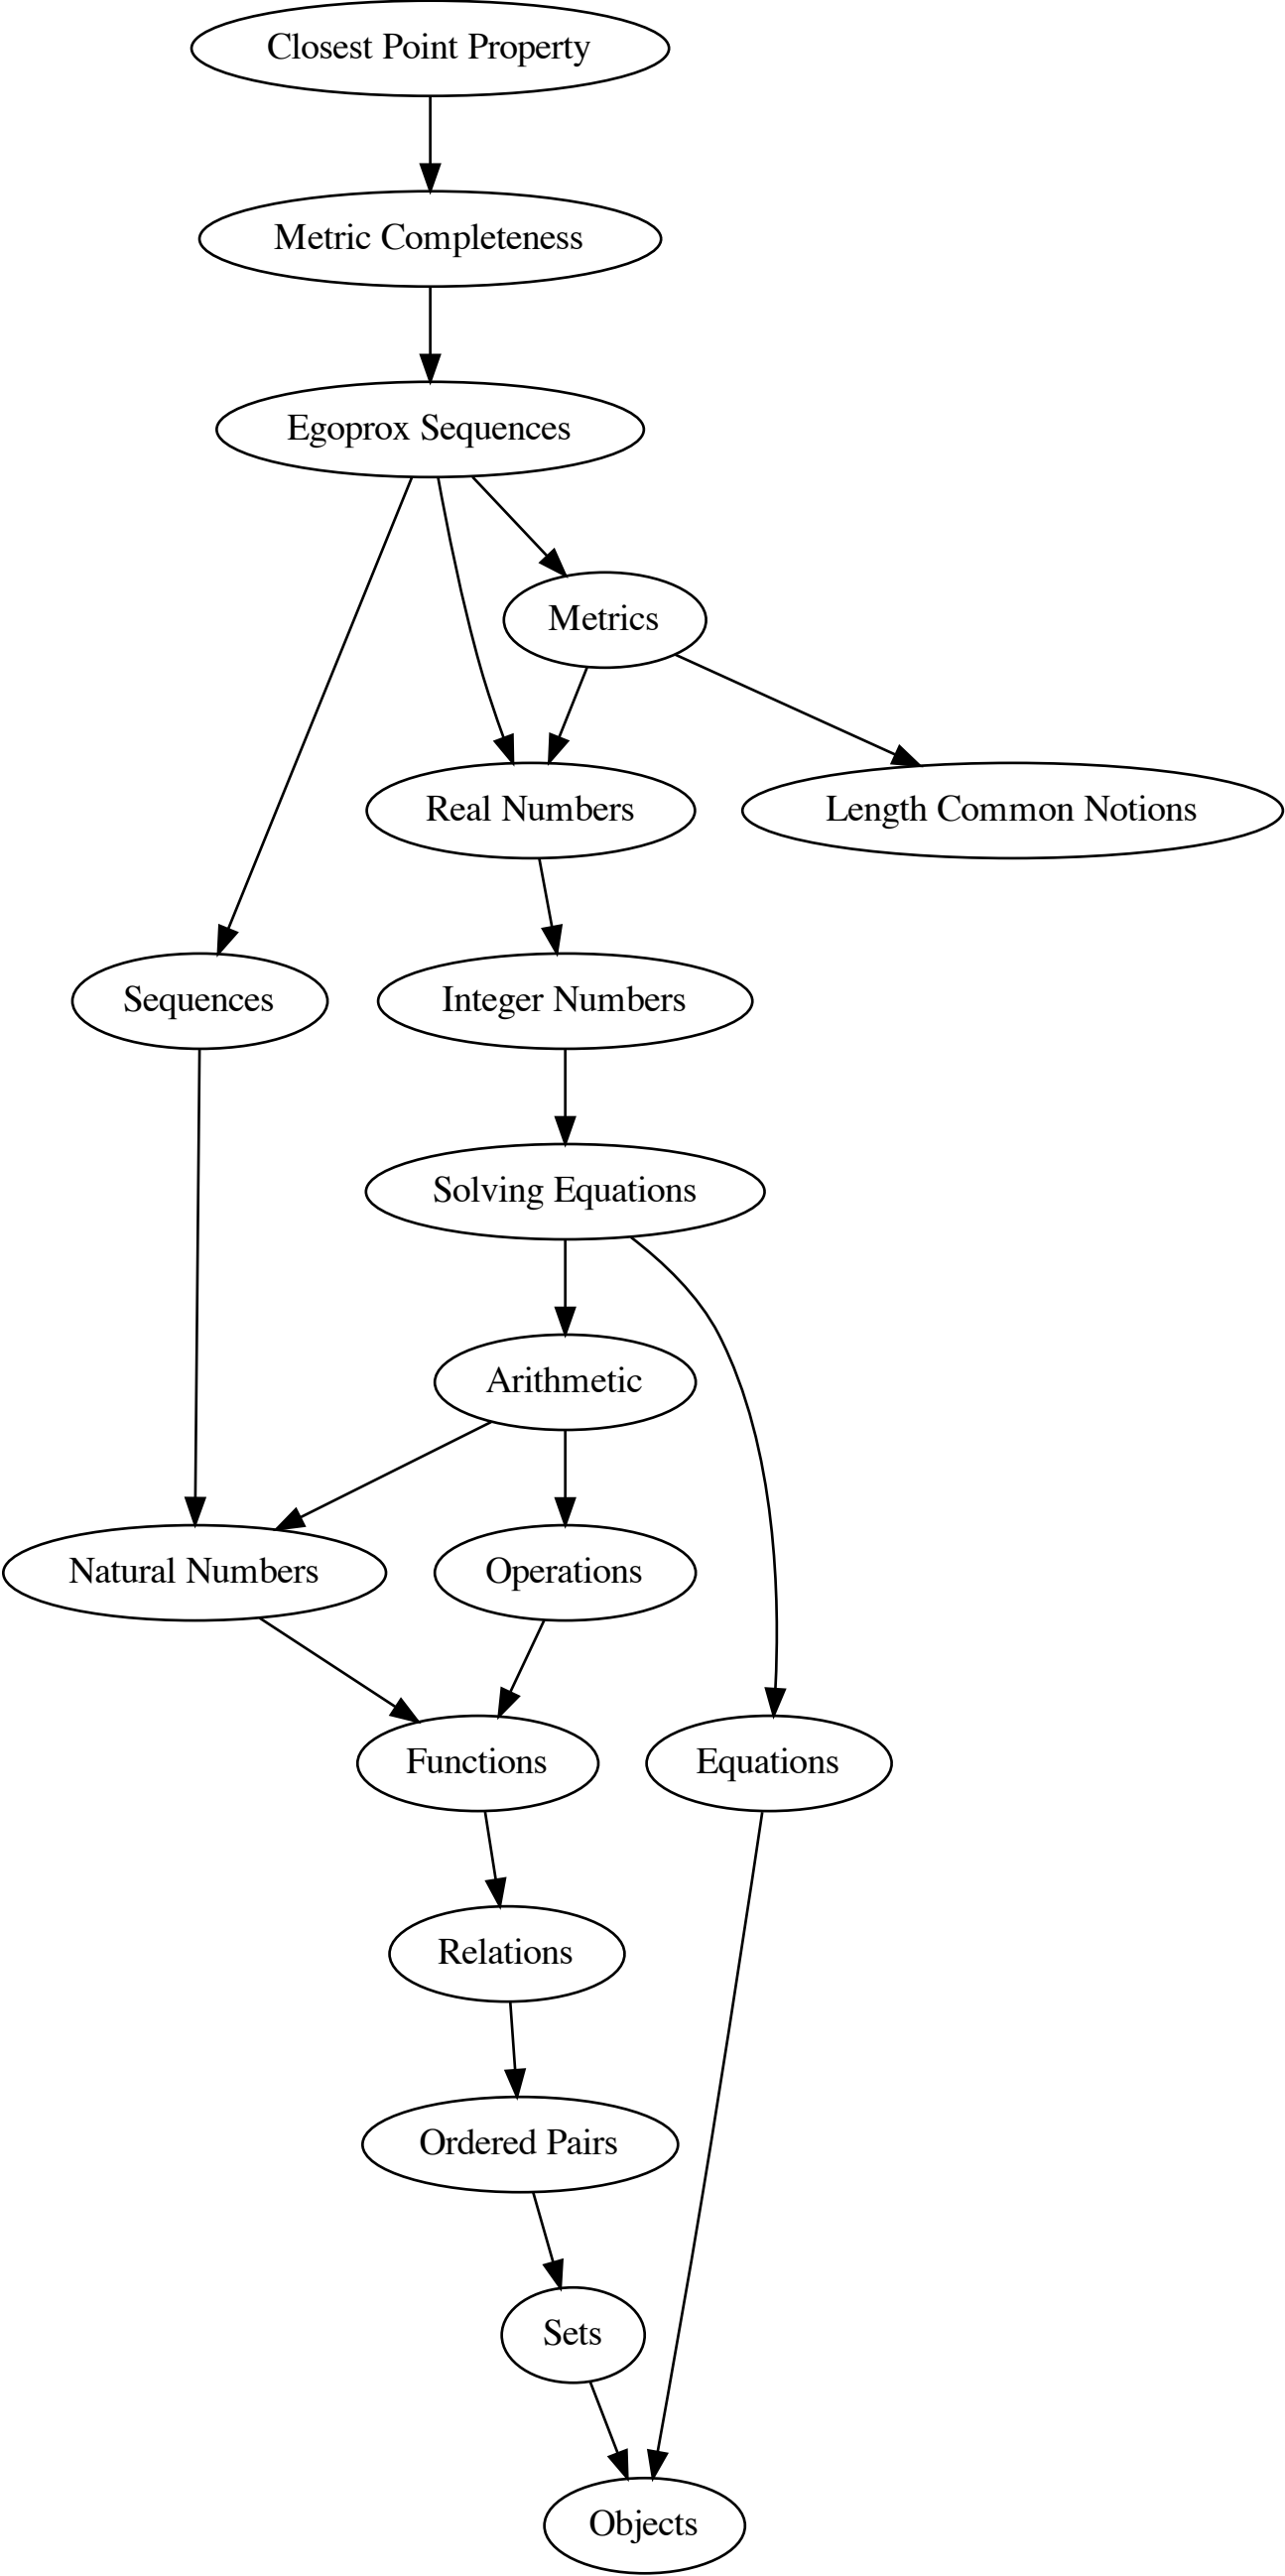 Closest Point Property
Metric Completeness
Egoprox Sequences
Metrics
Real Numbers
Length Common Notions
Sequences
Integer Numbers
Solving Equations
Arithmetic
Natural Numbers
Operations
Functions
Equations
Relations
Ordered Pairs
Sets
Objects